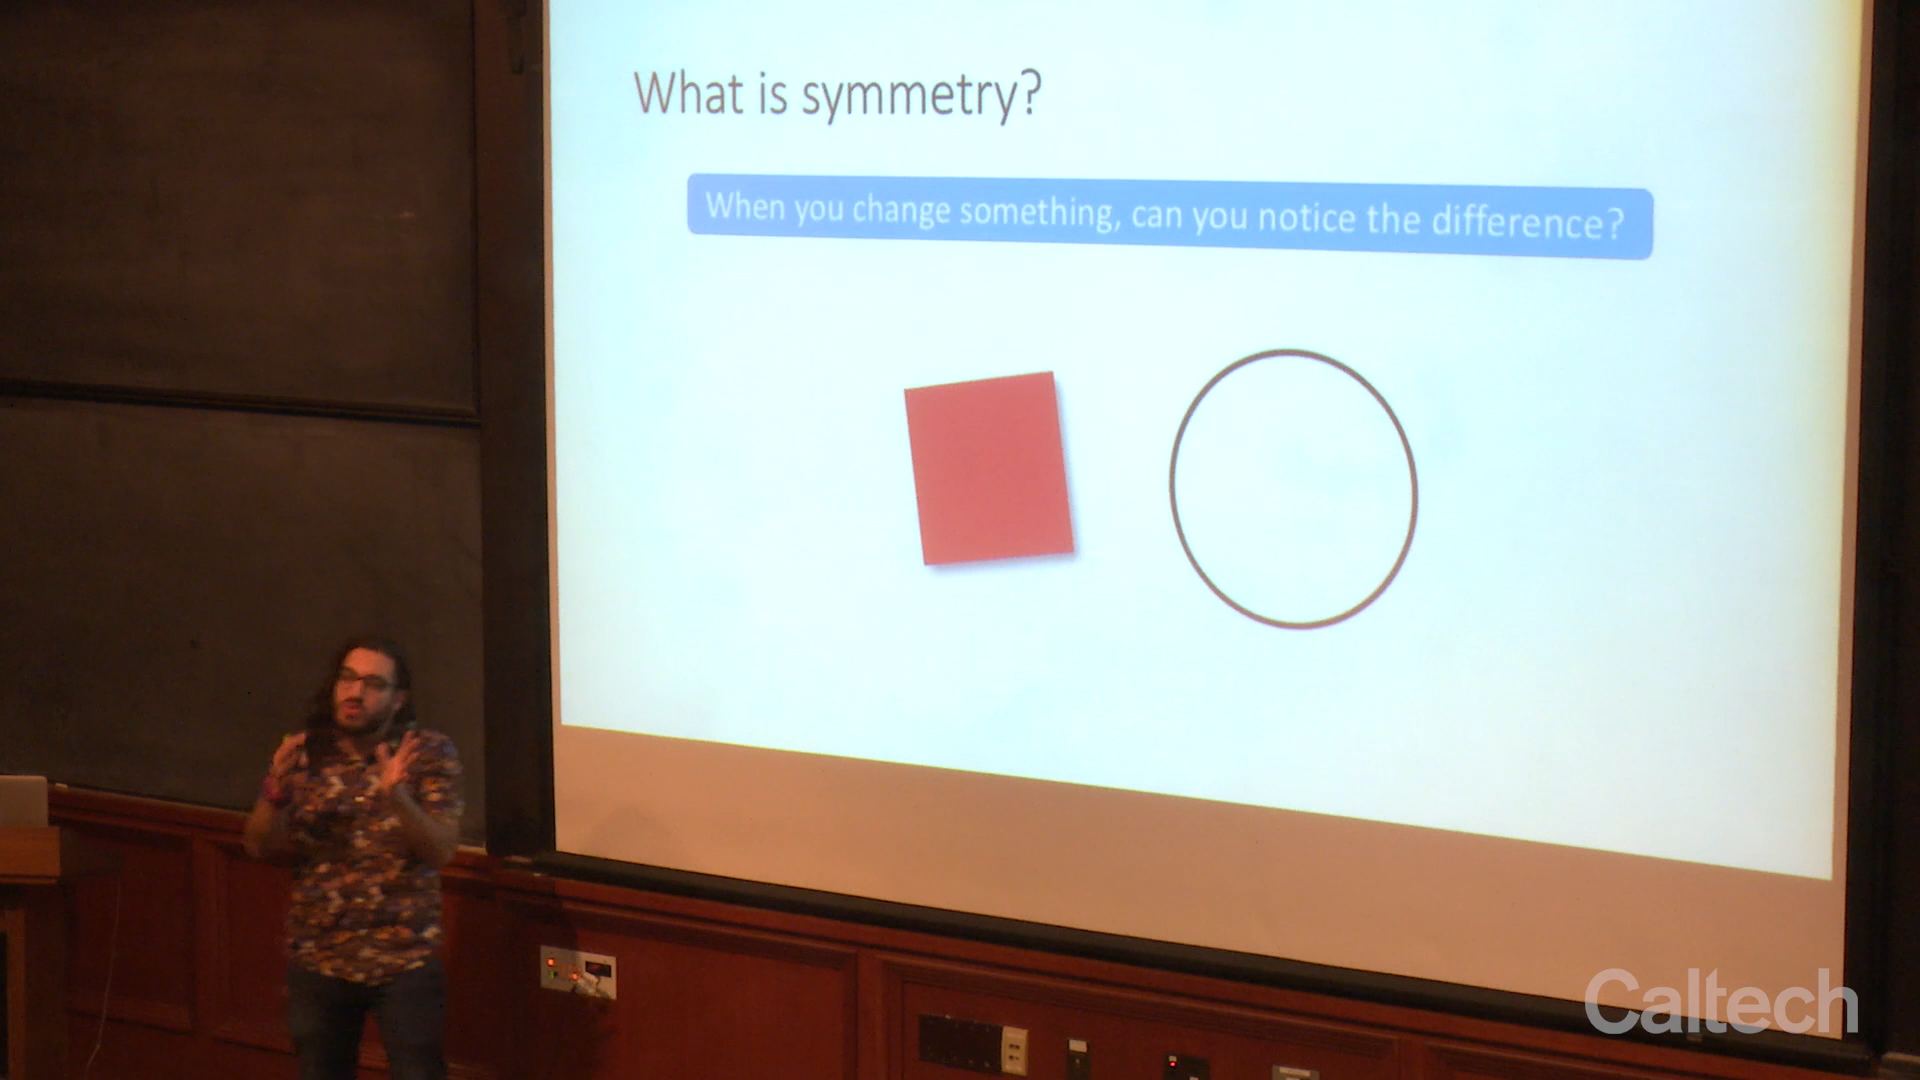 What is symmetry?
When you change something, can you notice the difference?
Caltech